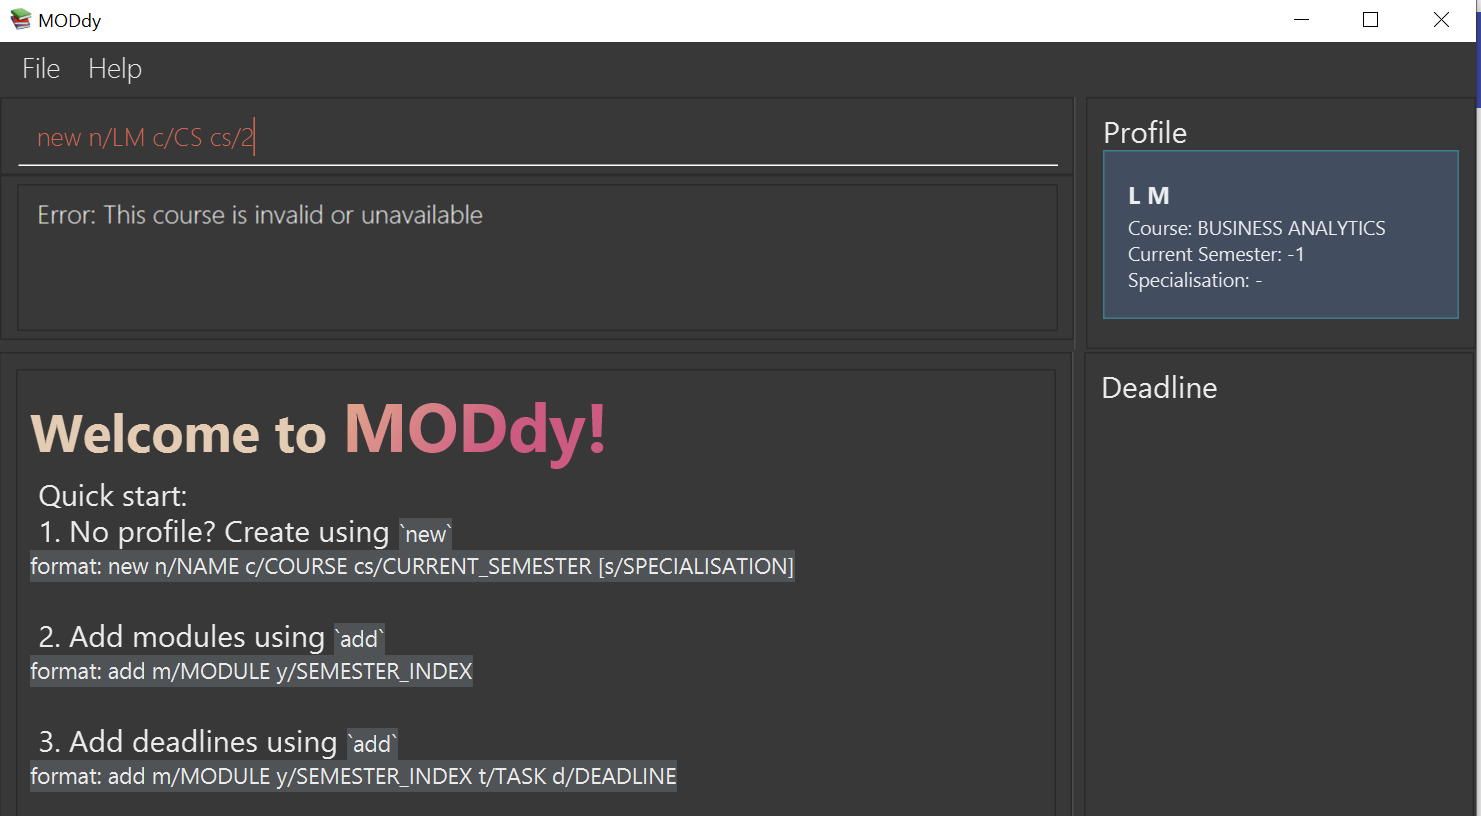 MODdy
File Help
new n/LM c/CS cs/2
Error: This course is invalid or unavailable
Profile
L M
Course: BUSINESS ANALYTICS
Current Semester: -1
Specialisation: -
Welcome to MODdy!
Quick start:
1. No profile? Create using `new`
format: new n/NAME c/COURSE cs/CURRENT_SEMESTER [s/SPECIALISATION]
2. Add modules using `add`
format: add m/MODULE y/SEMESTER_INDEX
3. Add deadlines using `add`
format: add m/MODULE y/SEMESTER_INDEX t/TASK d/DEADLINE
Deadline